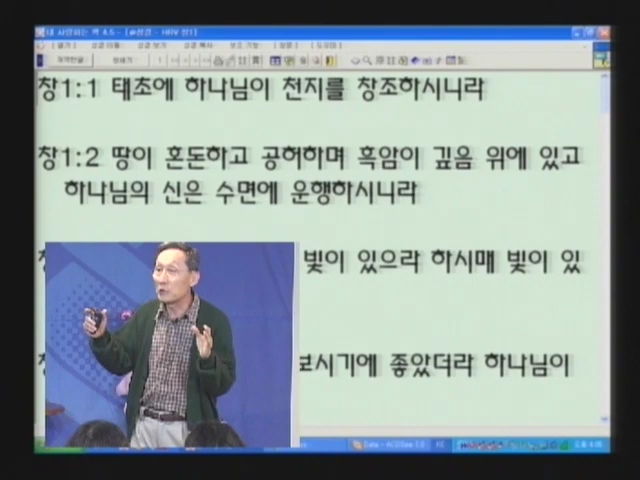 창1:1 태초에 하나님이 천지를 창조하시니라
창1:2 땅이 혼돈하고 공허하며 흑암이 깊음 위에 있고
하나님의 신은 수면에 운행하시니라
빛이 있으라 하시매 빛이 있
보시기에 좋았더라 하나님이